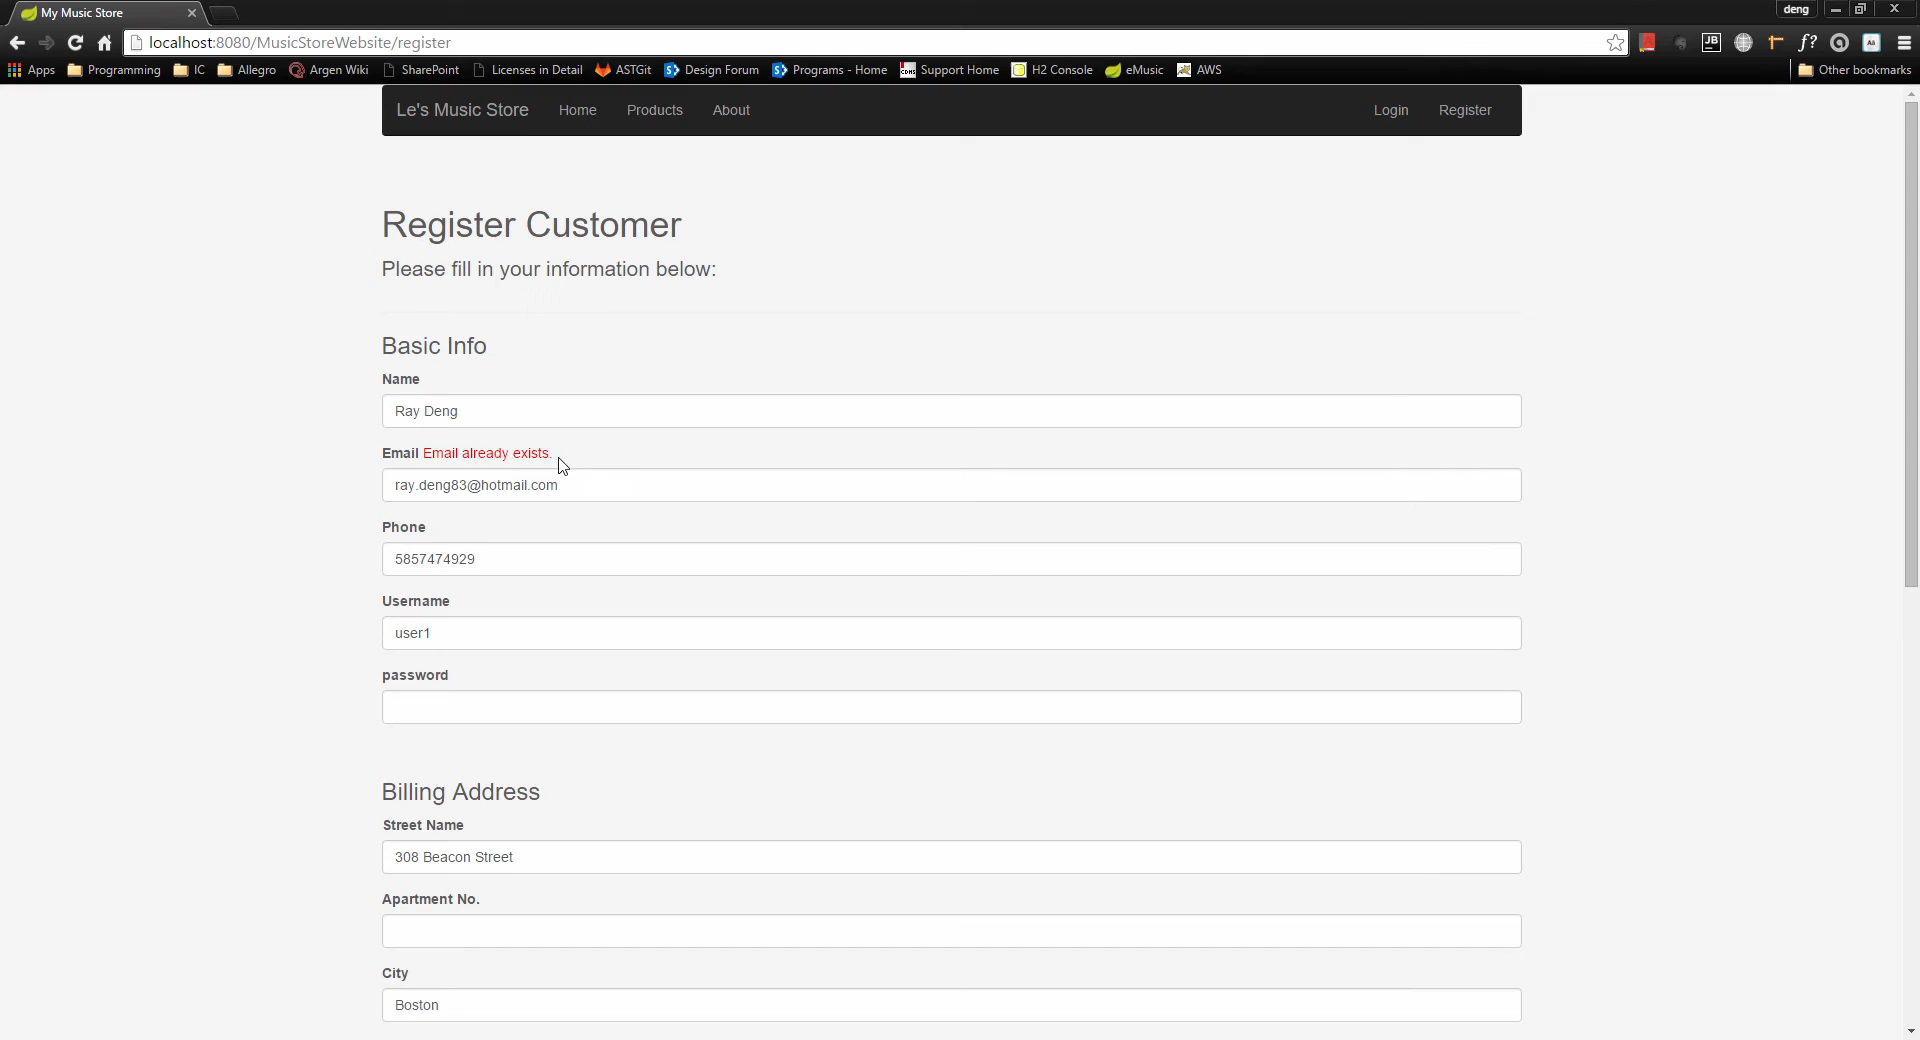 My Music Store
deng
localhost:8080/MusicStoreWebsite/register
Apps Programming IC Allegro Argen Wiki SharePoint Licenses in Detail ASTGit Design Forum Programs - Home Support Home H2 Console eMusic AWS Other bookmarks
Le's Music Store Home Products About Login Register
Register Customer
Please fill in your information below:
Basic Info
Name
Ray Deng
Email Email already exists.
ray.deng83@hotmail.com
Phone
5857474929
Username
user1
password
Billing Address
Street Name
308 Beacon Street
Apartment No.
City
Boston